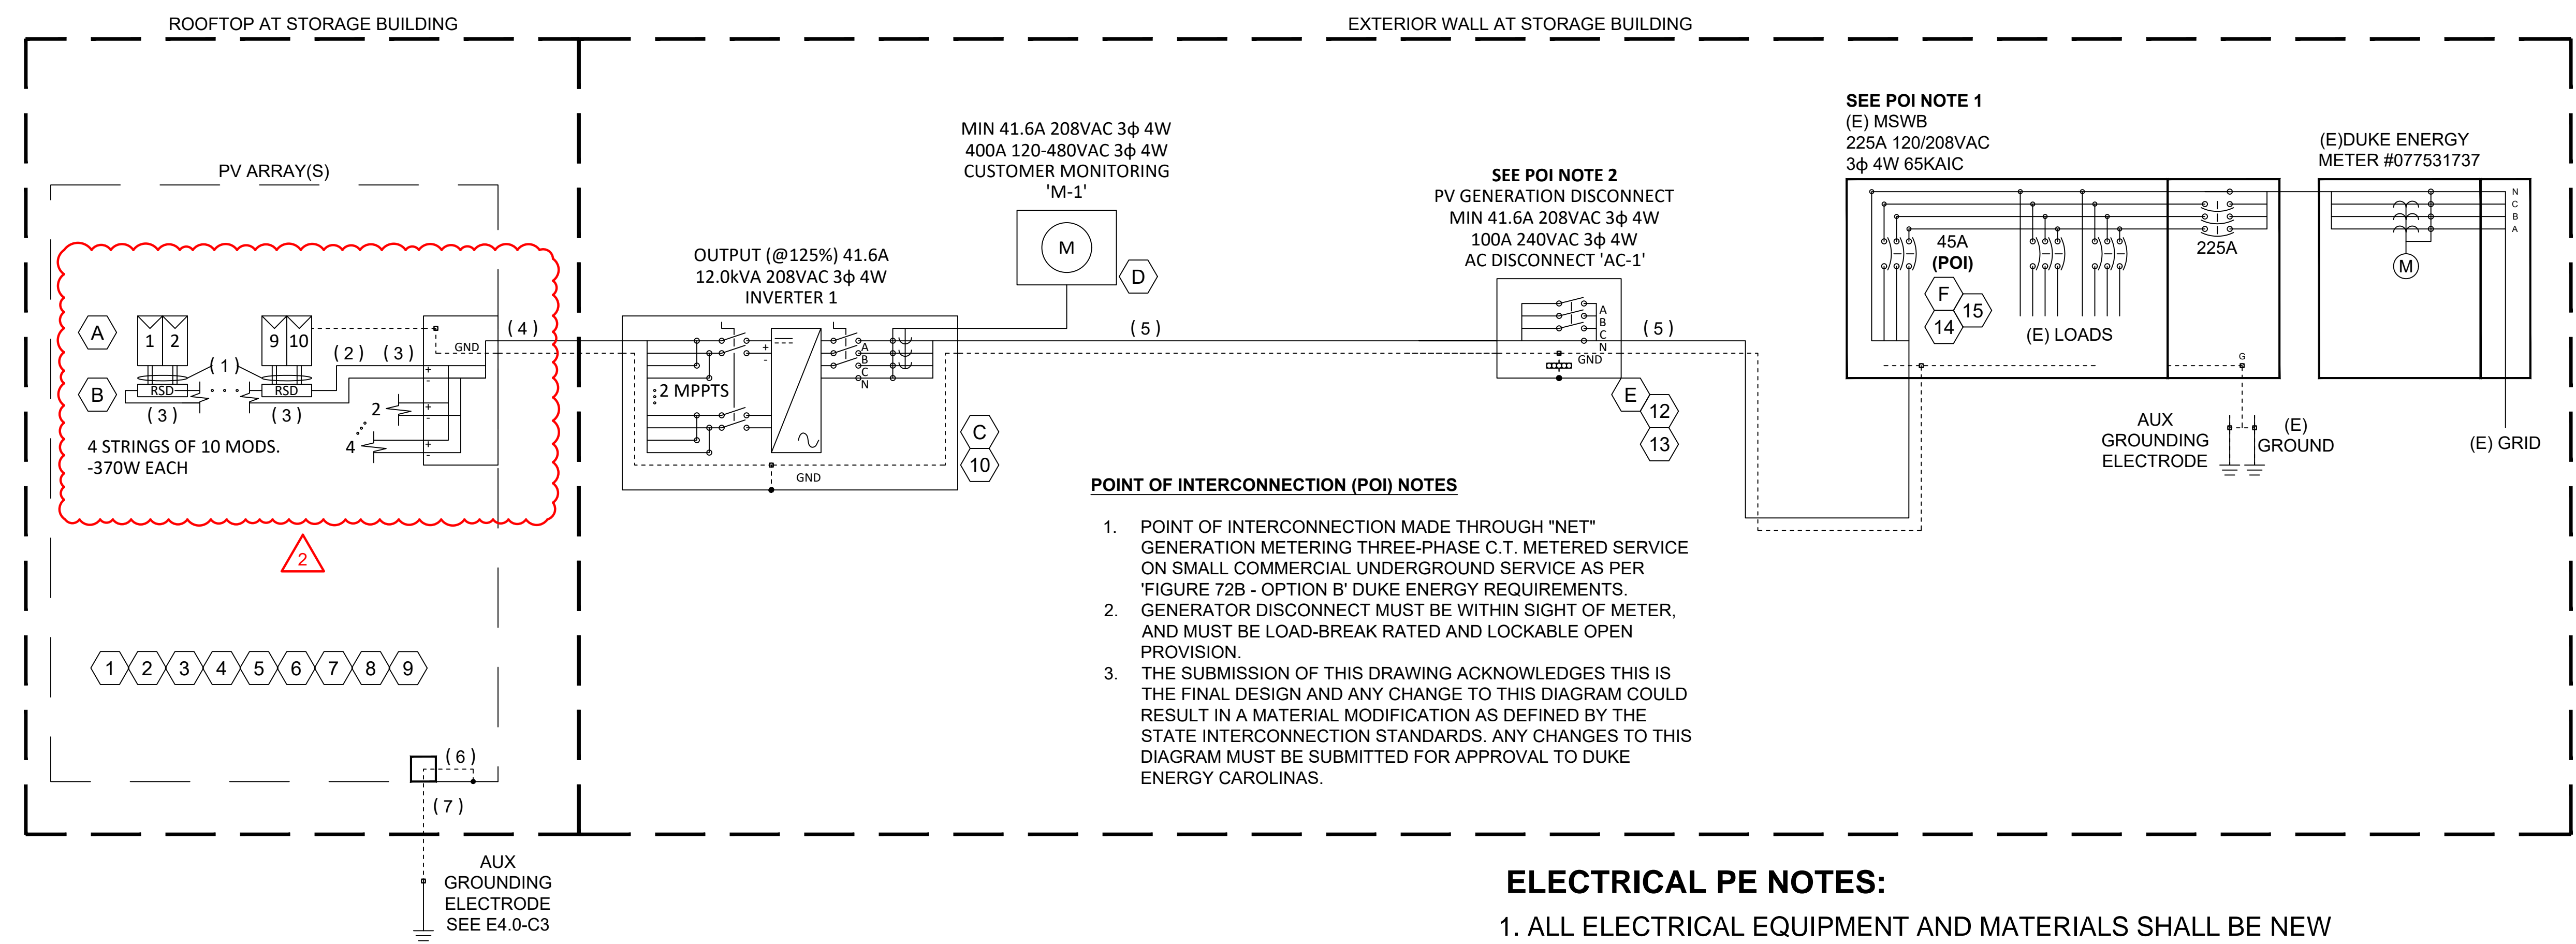 ROOFTOP AT STORAGE BUILDING
EXTERIOR WALL AT STORAGE BUILDING
PV ARRAY(S)
A
B
1 2
9 10
( 1 )
( 2 )
( 3 )
( 4 )
RSD
RSD
( 3 )
( 3 )
GND
+
-
2
+
-
4
+
-
4 STRINGS OF 10 MODS.
-370W EACH
2
1 2 3 4 5 6 7 8 9
( 6 )
( 7 )
AUX
GROUNDING
ELECTRODE
SEE E4.0-C3
OUTPUT (@125%) 41.6A
12.0kVA 208VAC 3ϕ 4W
INVERTER 1
2 MPPTS
+
-
A
B
C
N
GND
C
10
MIN 41.6A 208VAC 3ϕ 4W
400A 120-480VAC 3ϕ 4W
CUSTOMER MONITORING
'M-1'
M
D
( 5 )
SEE POI NOTE 2
PV GENERATION DISCONNECT
MIN 41.6A 208VAC 3ϕ 4W
100A 240VAC 3ϕ 4W
AC DISCONNECT 'AC-1'
A
B
C
N
GND
( 5 )
E
12
13
SEE POI NOTE 1
(E) MSWB
225A 120/208VAC
3ϕ 4W 65KAIC
45A
(POI)
F
14
15
(E) LOADS
225A
G
AUX
GROUNDING
ELECTRODE
(E)
GROUND
(E)DUKE ENERGY
METER #077531737
M
N
C
B
A
(E) GRID
POINT OF INTERCONNECTION (POI) NOTES
1. POINT OF INTERCONNECTION MADE THROUGH "NET"
GENERATION METERING THREE-PHASE C.T. METERED SERVICE
ON SMALL COMMERCIAL UNDERGROUND SERVICE AS PER
'FIGURE 72B - OPTION B' DUKE ENERGY REQUIREMENTS.
2. GENERATOR DISCONNECT MUST BE WITHIN SIGHT OF METER,
AND MUST BE LOAD-BREAK RATED AND LOCKABLE OPEN
PROVISION.
3. THE SUBMISSION OF THIS DRAWING ACKNOWLEDGES THIS IS
THE FINAL DESIGN AND ANY CHANGE TO THIS DIAGRAM COULD
RESULT IN A MATERIAL MODIFICATION AS DEFINED BY THE
STATE INTERCONNECTION STANDARDS. ANY CHANGES TO THIS
DIAGRAM MUST BE SUBMITTED FOR APPROVAL TO DUKE
ENERGY CAROLINAS.
ELECTRICAL PE NOTES:
1. ALL ELECTRICAL EQUIPMENT AND MATERIALS SHALL BE NEW